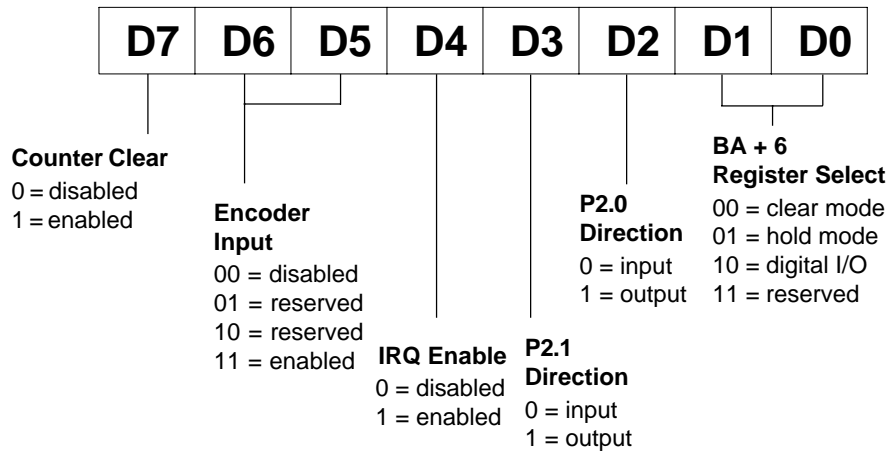 D7 D6 D5 D4 D3 D2 D1 D0
Counter Clear
0 = disabled
1 = enabled
Encoder
Input
00 = disabled
01 = reserved
10 = reserved
11 = enabled
IRQ Enable
0 = disabled
1 = enabled
P2.1
Direction
0 = input
1 = output
P2.0
Direction
0 = input
1 = output
BA + 6
Register Select
00 = clear mode
01 = hold mode
10 = digital I/O
11 = reserved